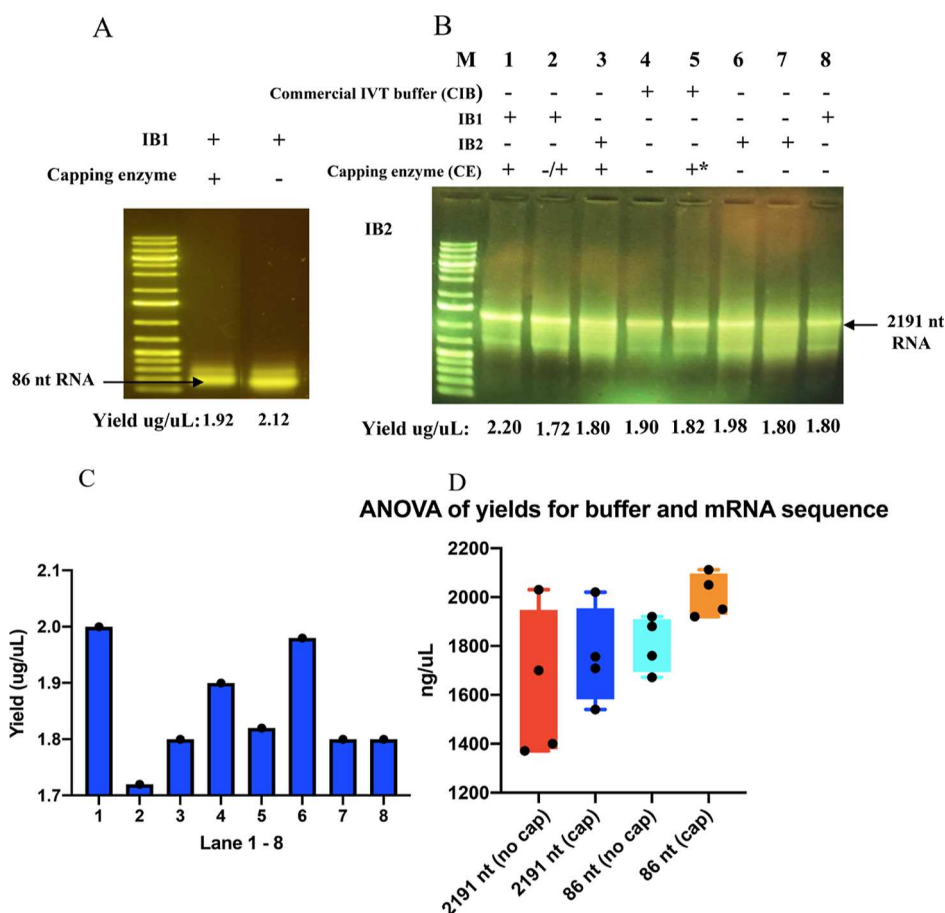 A
IB1 + +
Capping enzyme + -
86 nt RNA
Yield ug/uL: 1.92 2.12
B
M 1 2 3 4 5 6 7 8
Commercial IVT buffer (CIB) - - - + + - - -
IB1 + + - - - - - +
IB2 - - + - - + + -
Capping enzyme (CE) + -/+ + - +* - - -
IB2
2191 nt
RNA
Yield ug/uL: 2.20 1.72 1.80 1.90 1.82 1.98 1.80 1.80
C
Yield (ug/uL)
2.1
2.0
1.9
1.8
1.7
1 2 3 4 5 6 7 8
Lane 1 - 8
D
ANOVA of yields for buffer and mRNA sequence
ng/uL
2200
2000
1800
1600
1400
1200
2191 nt (no cap)
2191 nt (cap)
86 nt (no cap)
86 nt (cap)